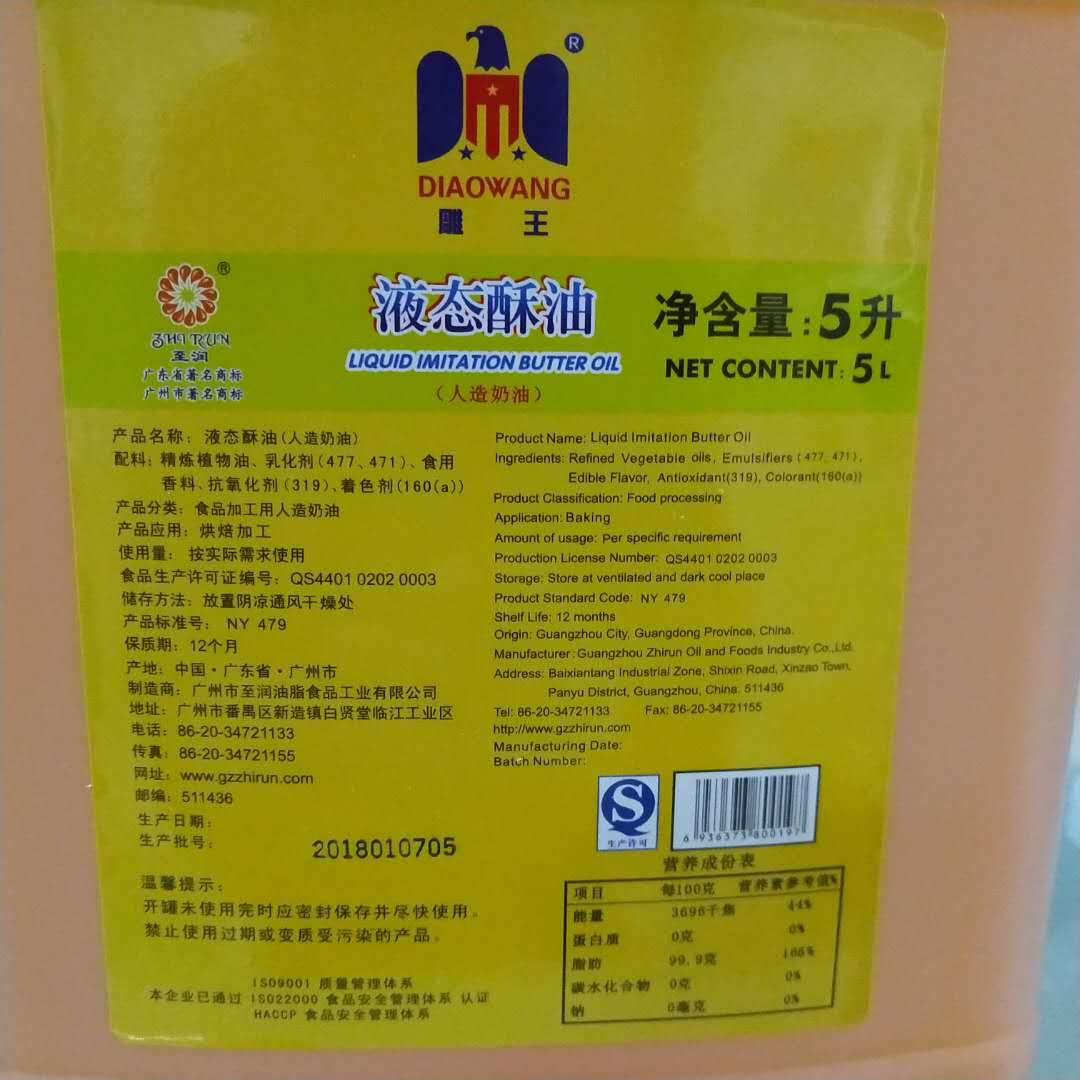 ®
DIAOWANG
雕 王
®
ZHI RUN
至润
广东省著名商标
广州市著名商标
液态酥油
LIQUID IMITATION BUTTER OIL
（人造奶油）
净含量:5升
NET CONTENT: 5 L
产品名称：液态酥油(人造奶油)
配料：精炼植物油、乳化剂(477、471)、食用
香料、抗氧化剂(319)、着色剂(160(a))
产品分类：食品加工用人造奶油
产品应用：烘焙加工
使用量：按实际需求使用
食品生产许可证编号：QS4401 0202 0003
储存方法：放置阴凉通风干燥处
产品标准号：NY 479
保质期：12个月
产地：中国·广东省·广州市
制造商：广州市至润油脂食品工业有限公司
地址：广州市番禺区新造镇白贤堂临江工业区
电话：86-20-34721133
传真：86-20-34721155
网址：www.gzzhirun.com
邮编：511436
生产日期：
生产批号：
2018010705
温馨提示：
开罐未使用完时应密封保存并尽快使用。
禁止使用过期或变质受污染的产品。
ISO9001 质量管理体系
本企业已通过 ISO22000 食品安全管理体系 认证
HACCP 食品安全管理体系
Product Name: Liquid Imitation Butter Oil
Ingredients: Refined Vegetable oils, Emulsifiers (477, 471),
Edible Flavor, Antioxidant(319), Colorant(160(a))
Product Classification: Food processing
Application: Baking
Amount of usage: Per specific requirement
Production License Number: QS4401 0202 0003
Storage: Store at ventilated and dark cool place
Product Standard Code: NY 479
Shelf Life: 12 months
Origin: Guangzhou City, Guangdong Province, China.
Manufacturer: Guangzhou Zhirun Oil and Foods Industry Co.,Ltd.
Address: Baixiantang Industrial Zone, Shixin Road, Xinzao Town,
Panyu District, Guangzhou, China. 511436
Tel: 86-20-34721133 Fax: 86-20-34721155
http://www.gzzhirun.com
Manufacturing Date:
Batch Number:
生产许可
6 936373 800197
营养成份表
项目 每100克 营养素参考值%
能量 3696千焦 44%
蛋白质 0克 0%
脂肪 99.9克 166%
碳水化合物 0克 0%
钠 0毫克 0%